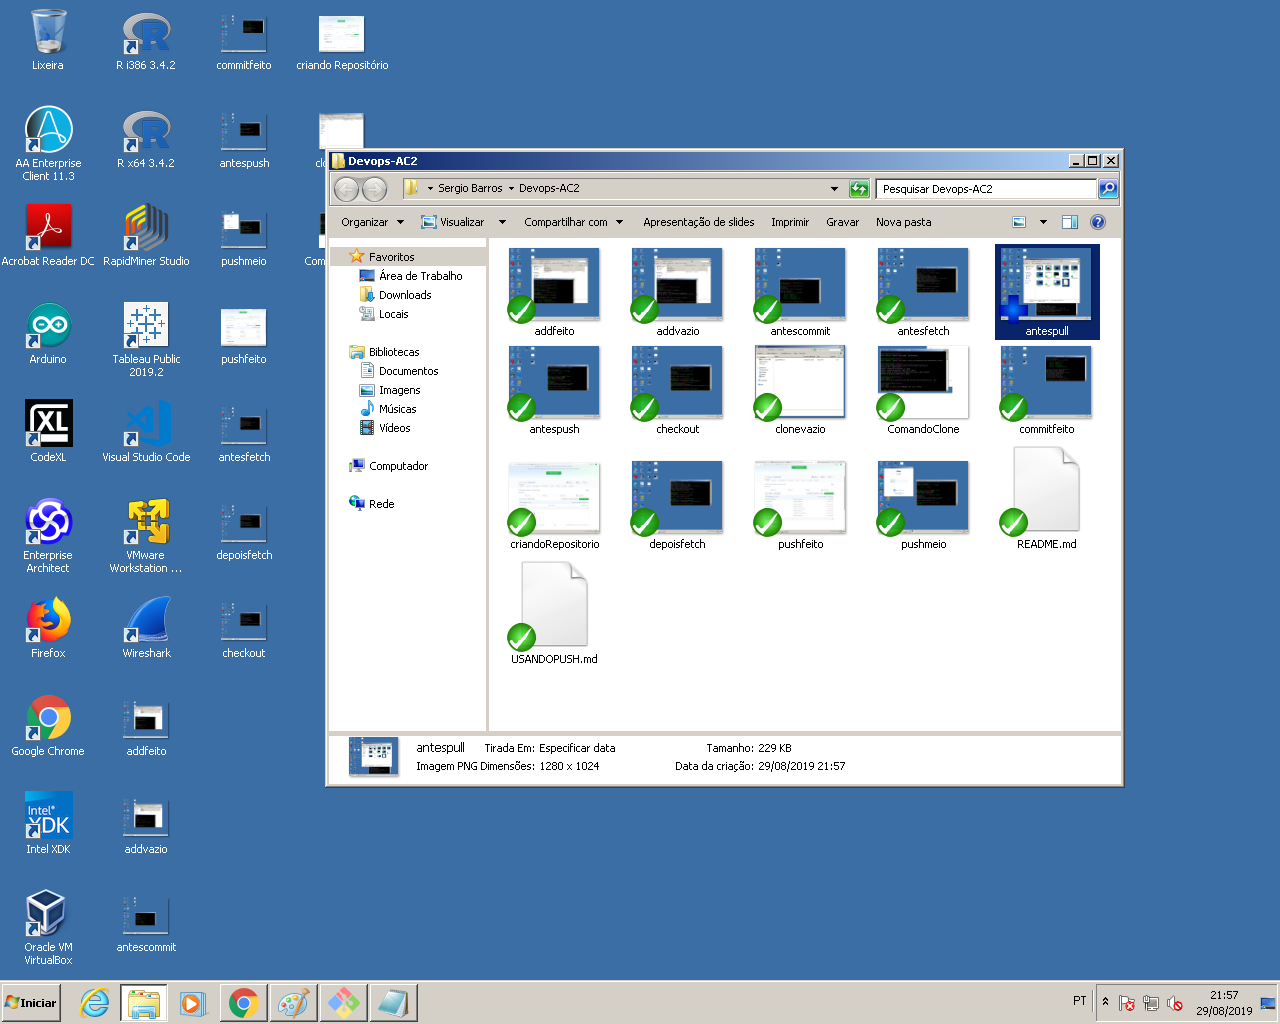 Lixeira
R i386 3.4.2
commitfeito
criando Repositório
AA Enterprise
Client 11.3
R x64 3.4.2
antespush
clo
Acrobat Reader DC
RapidMiner Studio
pushmeio
Com
Arduino
Tableau Public
2019.2
pushfeito
CodeXL
Visual Studio Code
antesfetch
Enterprise
Architect
VMware
Workstation ...
depoisfetch
Firefox
Wireshark
checkout
Google Chrome
addfeito
Intel XDK
addvazio
Oracle VM
VirtualBox
antescommit
Devops-AC2
Sergio Barros
Devops-AC2
Pesquisar Devops-AC2
Organizar
Visualizar
Compartilhar com
Apresentação de slides
Imprimir
Gravar
Nova pasta
Favoritos
Área de Trabalho
Downloads
Locais
Bibliotecas
Documentos
Imagens
Músicas
Vídeos
Computador
Rede
addfeito
addvazio
antescommit
antesfetch
antespull
antespush
checkout
clonevazio
ComandoClone
commitfeito
criandoRepositorio
depoisfetch
pushfeito
pushmeio
README.md
USANDOPUSH.md
antespull
Tirada Em: Especificar data
Tamanho: 229 KB
Imagem PNG
Dimensões: 1280 x 1024
Data da criação: 29/08/2019 21:57
Iniciar
PT
21:57
29/08/2019